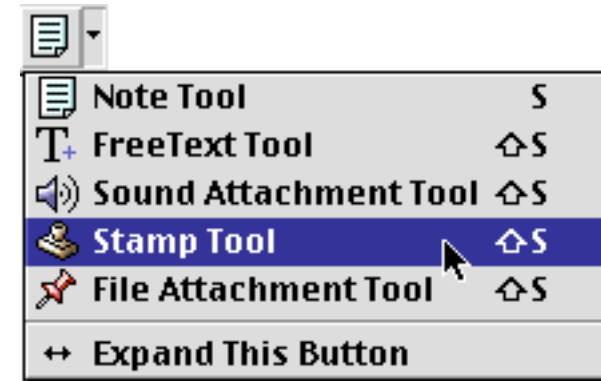 Note Tool S
T+ FreeText Tool ⇧S
Sound Attachment Tool ⇧S
Stamp Tool ⇧S
File Attachment Tool ⇧S
↔ Expand This Button